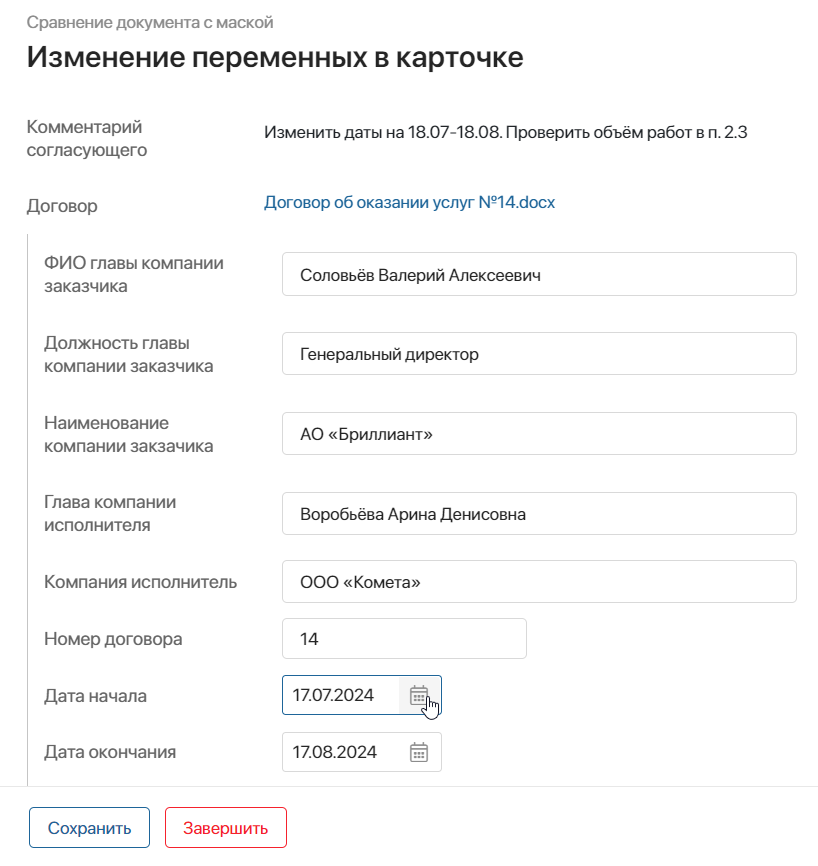 Сравнение документа с маской
Изменение переменных в карточке
Комментарий
согласующего
Изменить даты на 18.07-18.08. Проверить объём работ в п. 2.3
Договор
Договор об оказании услуг №14.docx
ФИО главы компании
заказчика
Соловьёв Валерий Алексеевич
Должность главы
компании заказчика
Генеральный директор
Наименование
компании закзачика
АО «Бриллиант»
Глава компании
исполнителя
Воробьёва Арина Денисовна
Компания исполнитель
ООО «Комета»
Номер договора
14
Дата начала
17.07.2024
Дата окончания
17.08.2024
Сохранить
Завершить